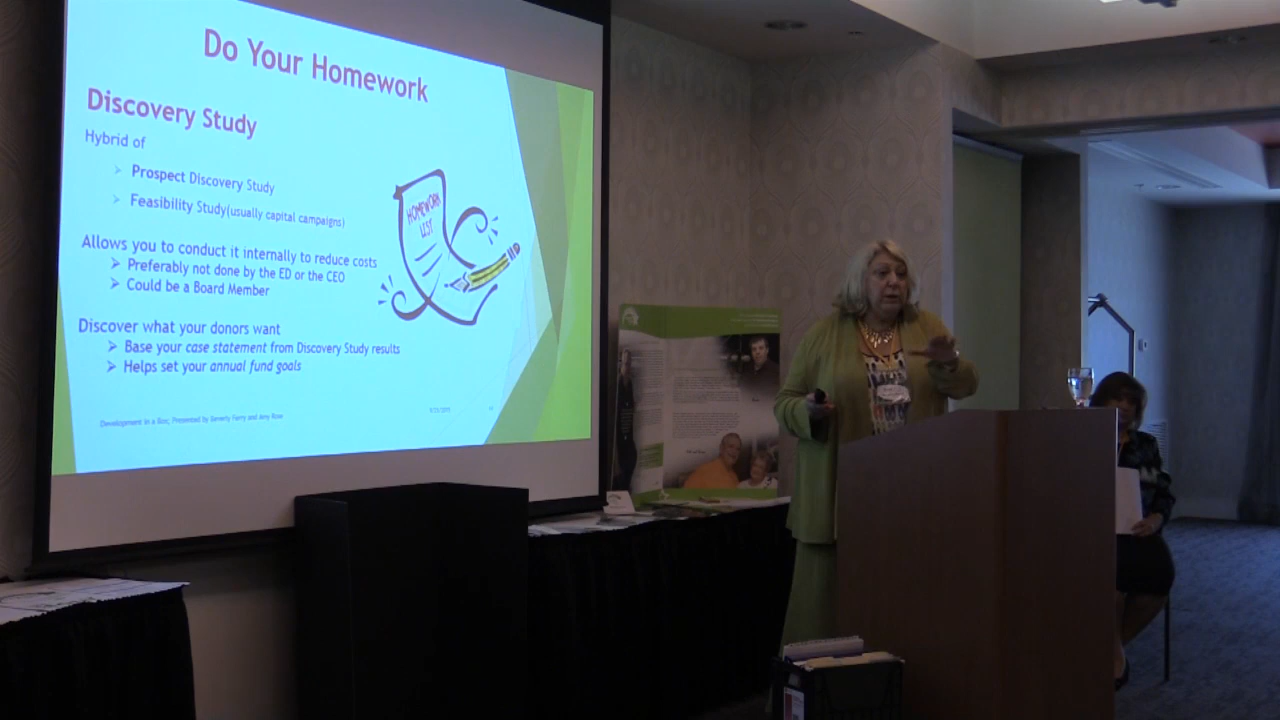 Do Your Homework
Discovery Study
Hybrid of
Prospect Discovery Study
Feasibility Study(usually capital campaigns)
HOMEWORK
LIST
Allows you to conduct it internally to reduce costs
Preferably not done by the ED or the CEO
Could be a Board Member
Discover what your donors want
Base your case statement from Discovery Study results
Helps set your annual fund goals
Development in a Box; Presented by Beverly Perry and Amy Rose